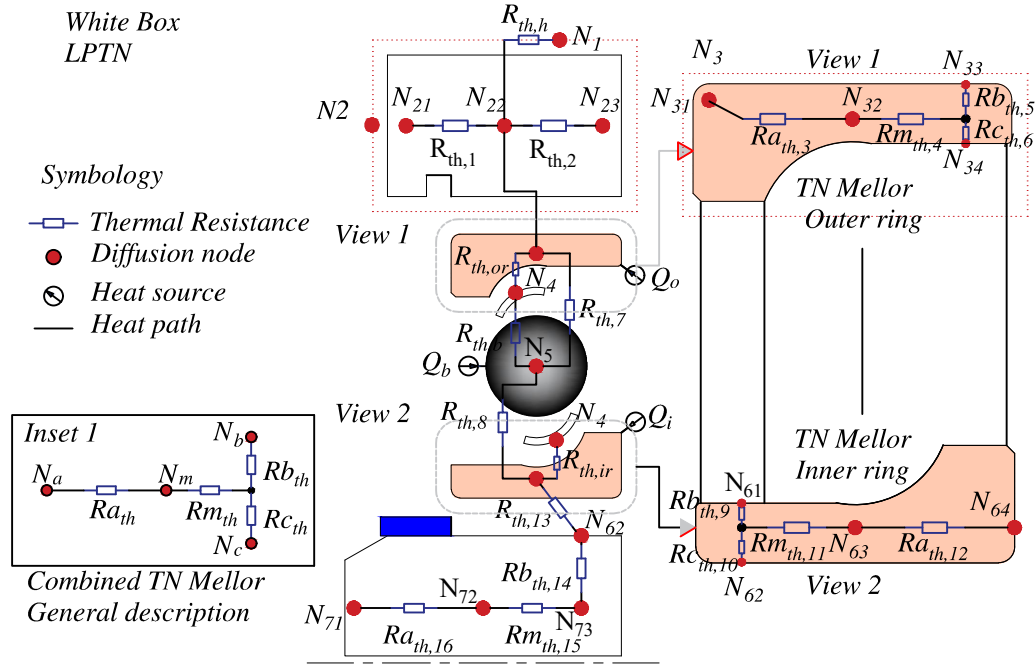 White Box
LPTN
R_th,h
N_1
N2
N_21
N_22
N_23
R_th,1
R_th,2
N_3
View 1
N_31
N_32
N_33
Rb_th,5
Ra_th,3
Rm_th,4
Rc_th,6
N_34
TN Mellor
Outer ring
Symbology
Thermal Resistance
Diffusion node
Heat source
Heat path
View 1
R_th,or
N_4
Q_o
R_th,7
R_th,b
N_5
Q_b
View 2
R_th,8
N_4
Q_i
R_th,ir
R_th,13
N_62
Rb_th,14
N_71
N_72
N_73
Ra_th,16
Rm_th,15
TN Mellor
Inner ring
Rb_th,9
N_61
N_64
Rc_th,10
Rm_th,11
N_63
Ra_th,12
N_62
View 2
Inset 1
N_b
N_a
N_m
Rb_th
Ra_th
Rm_th
Rc_th
N_c
Combined TN Mellor
General description